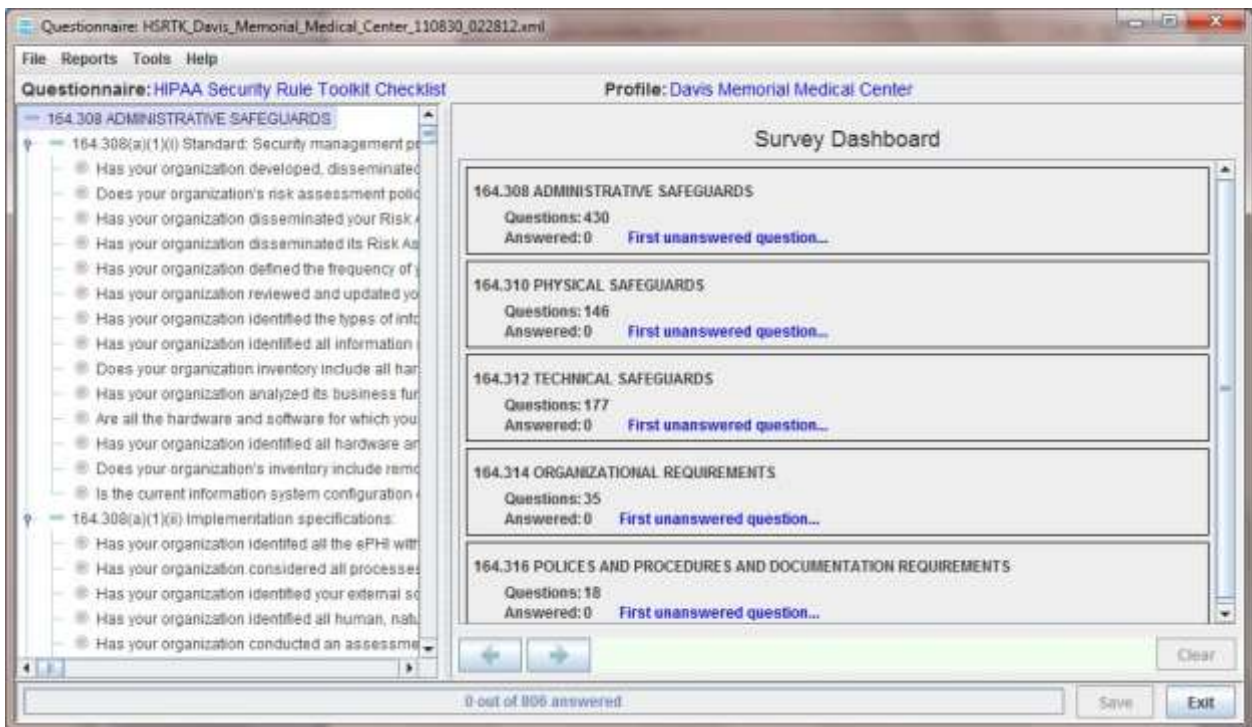 Questionnaire: HSRTK_Davis_Memorial_Medical_Center_110830_022812.xml
File Reports Tools Help
Questionnaire: HIPAA Security Rule Toolkit Checklist
Profile: Davis Memorial Medical Center
164.308 ADMINISTRATIVE SAFEGUARDS
164.308(a)(1)(i) Standard: Security management
Has your organization developed, disseminated
Does your organization's risk assessment
Has your organization disseminated your Risk
Has your organization disseminated its Risk As
Has your organization defined the frequency of
Has your organization reviewed and updated yo
Has your organization identified the types of
Has your organization identified all information
Does your organization inventory include all
Has your organization analyzed its business
Are all the hardware and software for which you
Has your organization identified all hardware
Does your organization's inventory include
Is the current information system configuration
164.308(a)(1)(ii) Implementation specifications:
Has your organization identifed all the ePHI
Has your organization considered all processes
Has your organization identified your external
Has your organization identified all human,
Has your organization conducted an
Survey Dashboard
164.308 ADMINISTRATIVE SAFEGUARDS
Questions: 430
Answered: 0 First unanswered question...
164.310 PHYSICAL SAFEGUARDS
Questions: 146
Answered: 0 First unanswered question...
164.312 TECHNICAL SAFEGUARDS
Questions: 177
Answered: 0 First unanswered question...
164.314 ORGANIZATIONAL REQUIREMENTS
Questions: 35
Answered: 0 First unanswered question...
164.316 POLICES AND PROCEDURES AND DOCUMENTATION REQUIREMENTS
Questions: 18
Answered: 0 First unanswered question...
Clear
0 out of 806 answered
Save
Exit